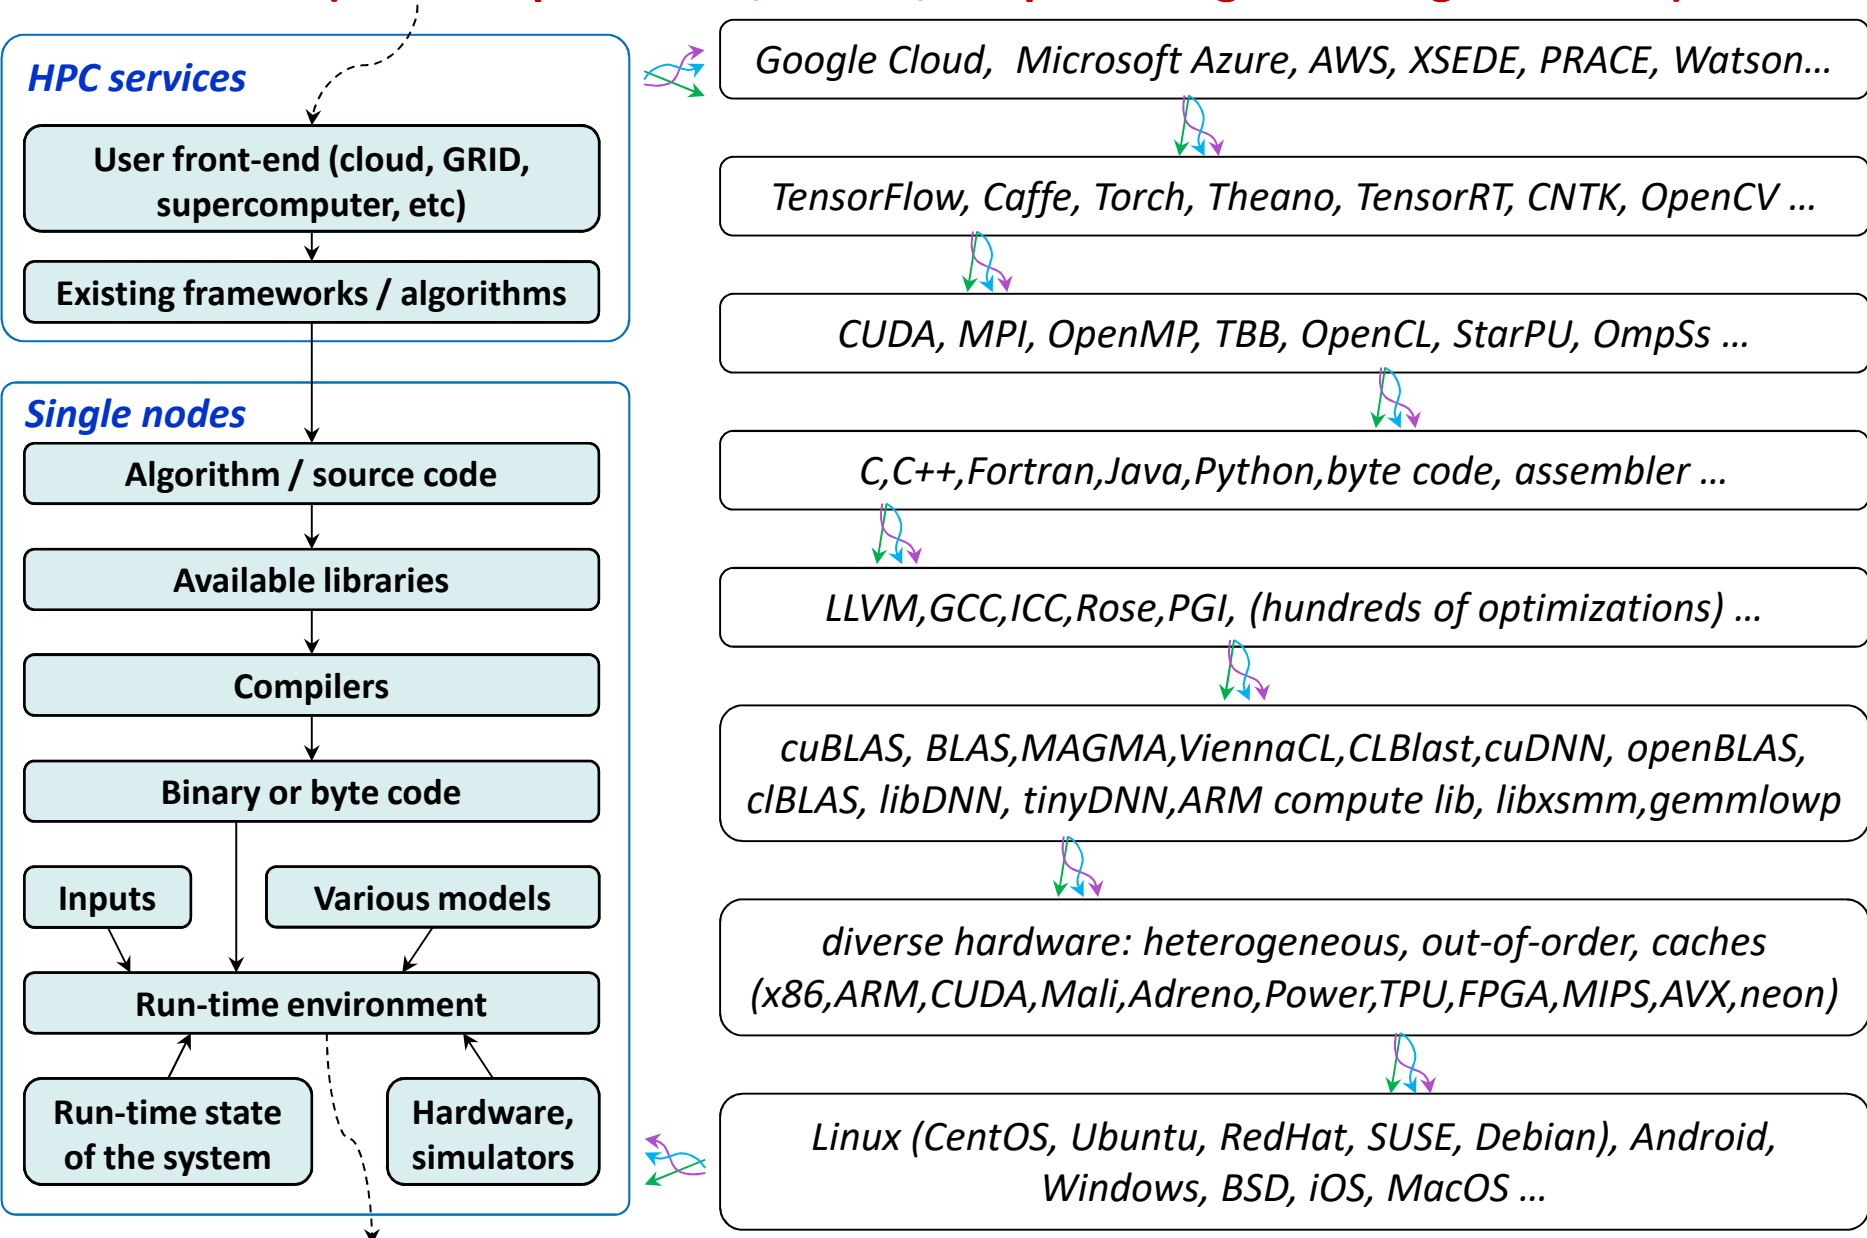 HPC services
User front-end (cloud, GRID,
supercomputer, etc)
Existing frameworks / algorithms
Single nodes
Algorithm / source code
Available libraries
Compilers
Binary or byte code
Inputs
Various models
Run-time environment
Run-time state
of the system
Hardware,
simulators
Google Cloud, Microsoft Azure, AWS, XSEDE, PRACE, Watson...
TensorFlow, Caffe, Torch, Theano, TensorRT, CNTK, OpenCV ...
CUDA, MPI, OpenMP, TBB, OpenCL, StarPU, OmpSs ...
C,C++,Fortran,Java,Python,byte code, assembler ...
LLVM,GCC,ICC,Rose,PGI, (hundreds of optimizations) ...
cuBLAS, BLAS,MAGMA,ViennaCL,CLBlast,cuDNN, openBLAS,
clBLAS, libDNN, tinyDNN,ARM compute lib, libxsmm,gemmlowp
diverse hardware: heterogeneous, out-of-order, caches
(x86,ARM,CUDA,Mali,Adreno,Power,TPU,FPGA,MIPS,AVX,neon)
Linux (CentOS, Ubuntu, RedHat, SUSE, Debian), Android,
Windows, BSD, iOS, MacOS ...